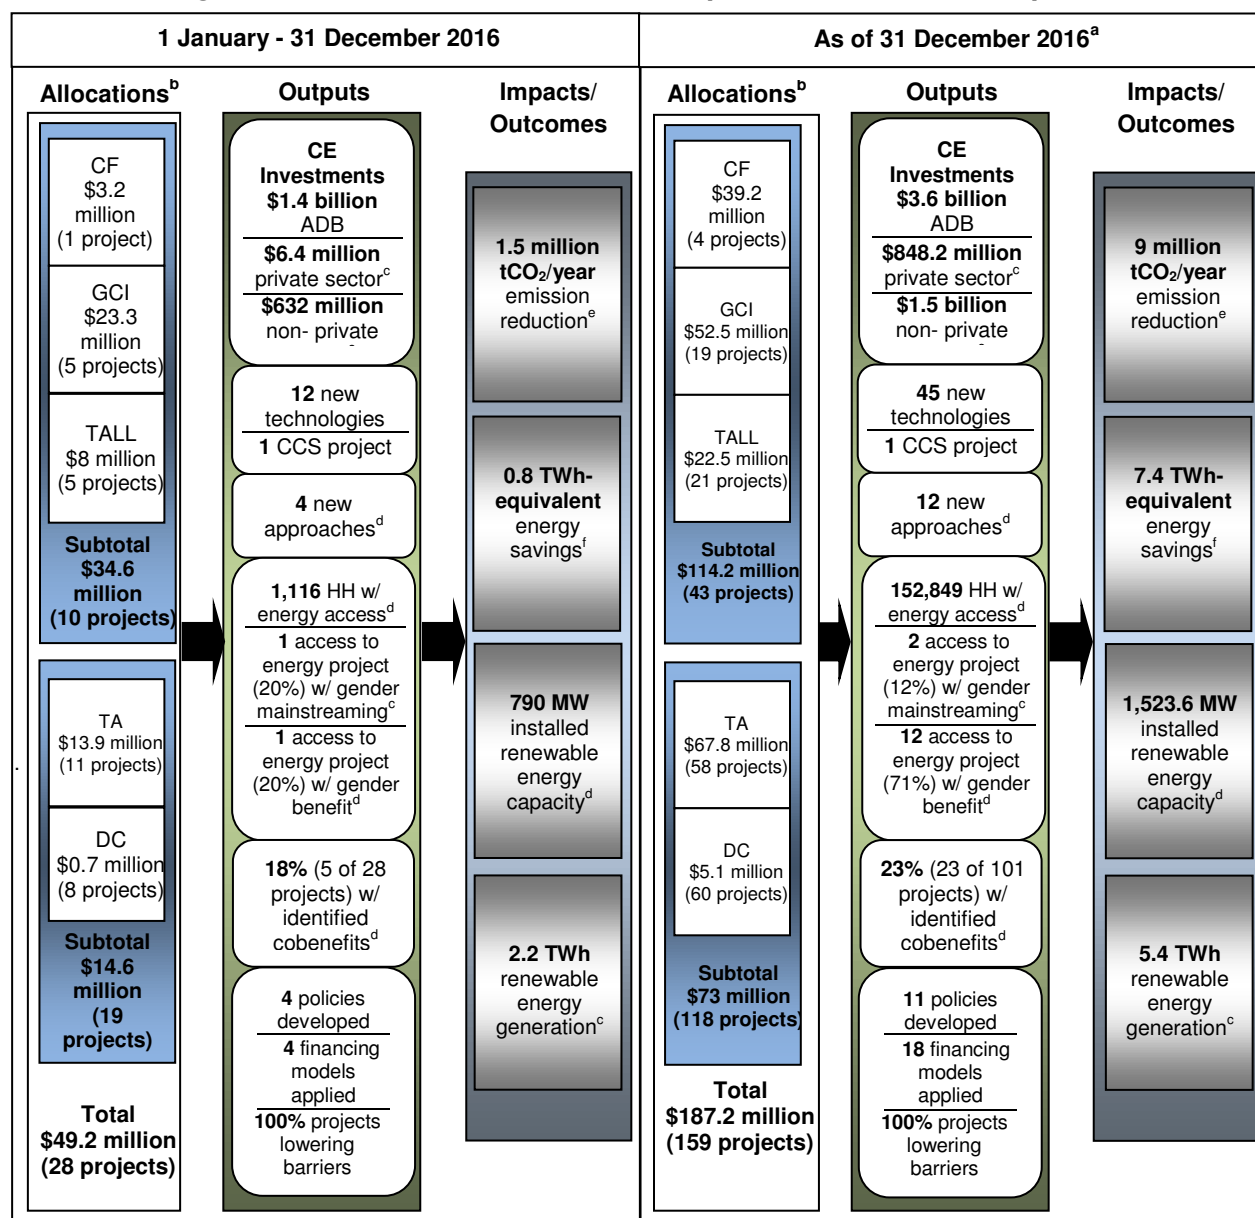 1 January - 31 December 2016
Allocationsᵇ
CF
$3.2
million
(1 project)
GCI
$23.3
million
(5 projects)
TALL
$8 million
(5 projects)
Subtotal
$34.6
million
(10 projects)
TA
$13.9 million
(11 projects)
DC
$0.7 million
(8 projects)
Subtotal
$14.6
million
(19
projects)
Total
$49.2 million
(28 projects)
Outputs
CE
Investments
$1.4 billion
ADB
$6.4 million
private sectorᶜ
$632 million
non- private
12 new
technologies
1 CCS project
4 new
approachesᵈ
1,116 HH w/
energy accessᵈ
1 access to
energy project
(20%) w/ gender
mainstreamingᶜ
1 access to
energy project
(20%) w/ gender
benefitᵈ
18% (5 of 28
projects) w/
identified
cobenefitsᵈ
4 policies
developed
4 financing
models
applied
100% projects
lowering
barriers
Impacts/
Outcomes
1.5 million
tCO₂/year
emission
reductionᵉ
0.8 TWh-
equivalent
energy
savingsᶠ
790 MW
installed
renewable
energy
capacityᵈ
2.2 TWh
renewable
energy
generationᶜ
As of 31 December 2016ᵃ
Allocationsᵇ
CF
$39.2
million
(4 projects)
GCI
$52.5 million
(19 projects)
TALL
$22.5 million
(21 projects)
Subtotal
$114.2 million
(43 projects)
TA
$67.8 million
(58 projects)
DC
$5.1 million
(60 projects)
Subtotal
$73 million
(118 projects)
Total
$187.2 million
(159 projects)
Outputs
CE
Investments
$3.6 billion
ADB
$848.2 million
private sectorᶜ
$1.5 billion
non- private
45 new
technologies
1 CCS project
12 new
approachesᵈ
152,849 HH w/
energy accessᵈ
2 access to
energy project
(12%) w/ gender
mainstreamingᶜ
12 access to
energy project
(71%) w/ gender
benefitᵈ
23% (23 of 101
projects) w/
identified
cobenefitsᵈ
11 policies
developed
18 financing
models
applied
100% projects
lowering
barriers
Impacts/
Outcomes
9 million
tCO₂/year
emission
reductionᵉ
7.4 TWh-
equivalent
energy
savingsᶠ
1,523.6 MW
installed
renewable
energy
capacityᵈ
5.4 TWh
renewable
energy
generationᶜ